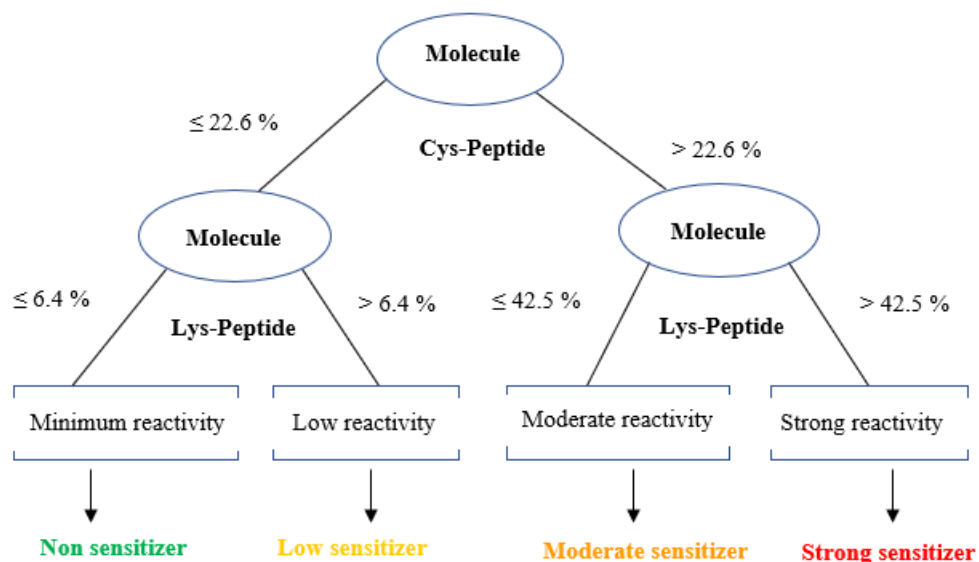 Molecule
≤ 22.6 %
Cys-Peptide
> 22.6 %
Molecule
Molecule
≤ 6.4 %
> 6.4 %
≤ 42.5 %
> 42.5 %
Lys-Peptide
Lys-Peptide
Minimum reactivity
Low reactivity
Moderate reactivity
Strong reactivity
Non sensitizer
Low sensitizer
Moderate sensitizer
Strong sensitizer